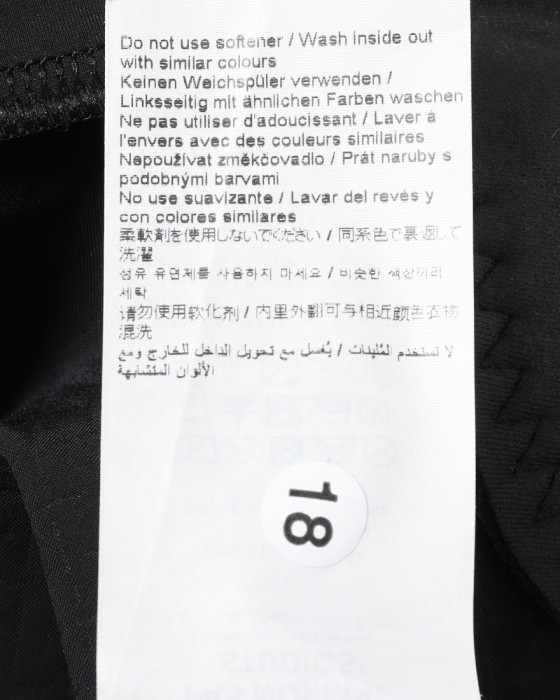 Do not use softener / Wash inside out
with similar colours
Keinen Weichspüler verwenden /
Linksseitig mit ähnlichen Farben waschen
Ne pas utiliser d'adoucissant / Laver à
l'envers avec des couleurs similaires
Nepoužívat změkčovadlo / Prát naruby s
podobnými barvami
No use suavizante / Lavar del revés y
con colores similares
柔軟剤を使用しないでください / 同系色で裏返して
洗濯
섬유 유연제를 사용하지 마세요 / 비슷한 색상끼리
세탁
请勿使用软化剂 / 内里外翻可与相近颜色衣物
混洗
لا تستخدم المُليِنات / يُغسل مع تحويل الداخل للخارج ومع
الألوان المتشابهة
18